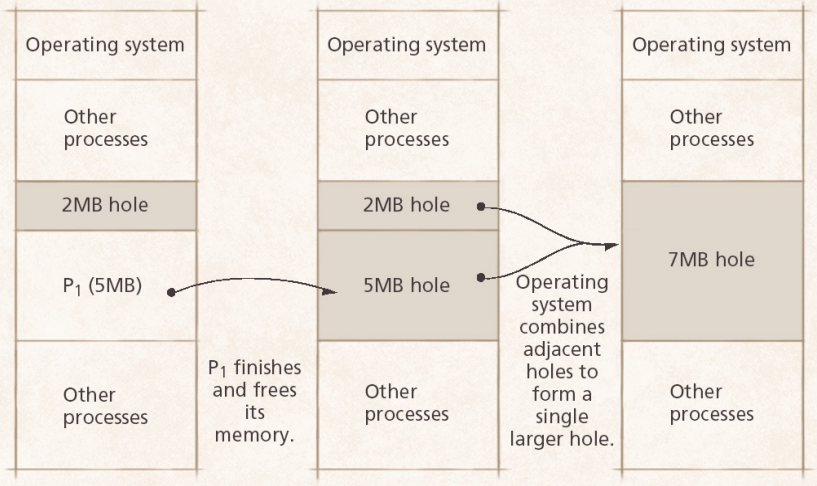 Operating system
Other
processes
2MB hole
P1 (5MB)
Other
processes
P1 finishes
and frees
its
memory.
Operating system
Other
processes
2MB hole
5MB hole
Other
processes
Operating
system
combines
adjacent
holes to
form a
single
larger hole.
Operating system
Other
processes
7MB hole
Other
processes